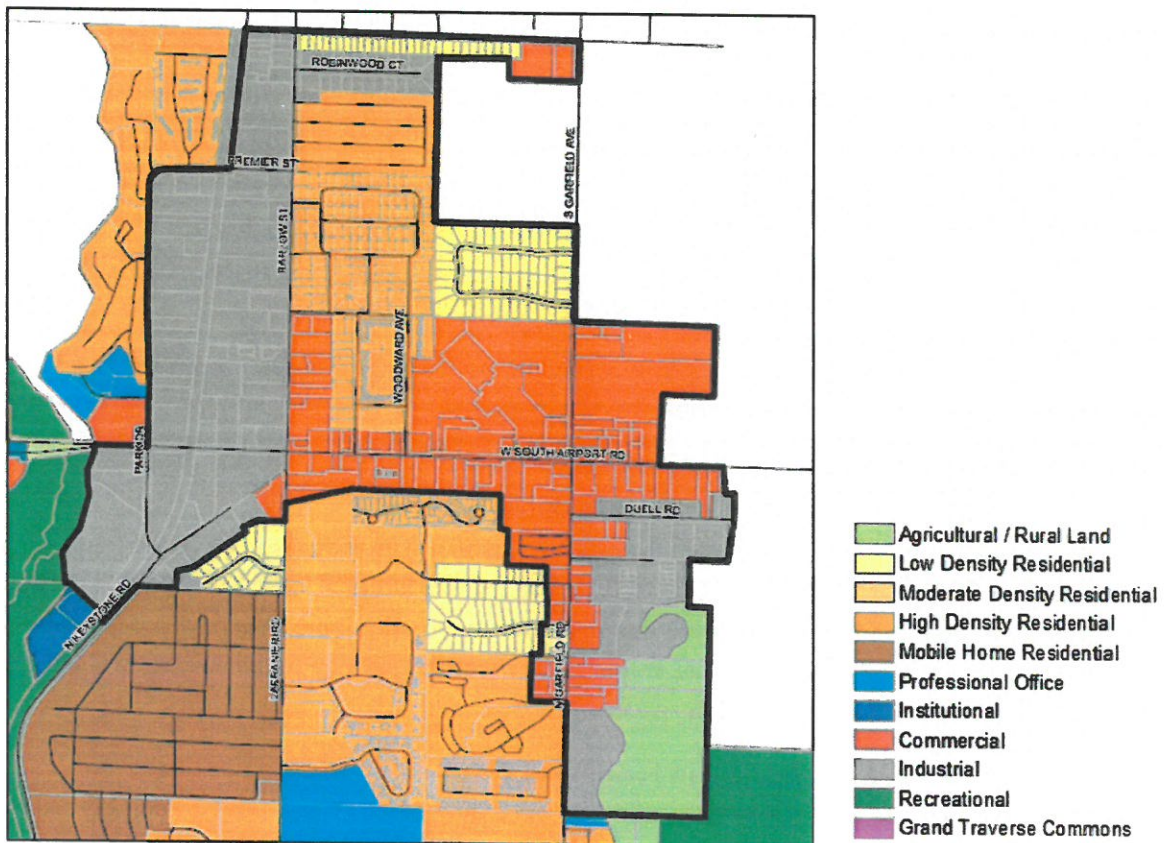 ROBINWOOD CT
S GARFIELD AVE
PREMIER ST
BARLOW ST
WOODWARD AVE
PARK DR
W SOUTH AIRPORT RD
DUELL RD
N KEYSTONE RD
LAFRANIER RD
N GARFIELD RD
Agricultural / Rural Land
Low Density Residential
Moderate Density Residential
High Density Residential
Mobile Home Residential
Professional Office
Institutional
Commercial
Industrial
Recreational
Grand Traverse Commons